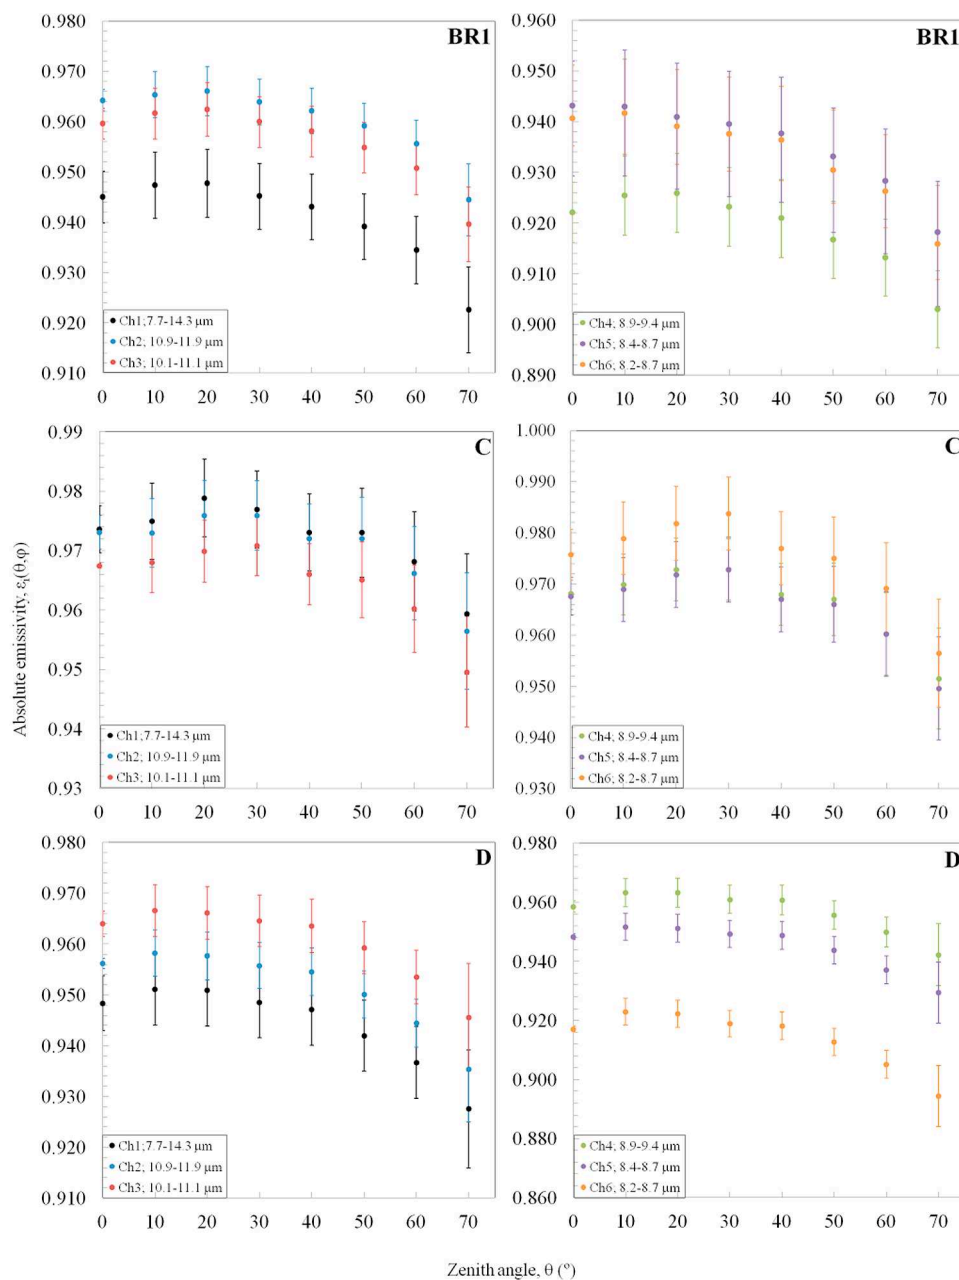 BR1
0.980
0.970
0.960
0.950
0.940
0.930
0.920
0.910
0 10 20 30 40 50 60 70
Ch1;7.7-14.3 μm
Ch2; 10.9-11.9 μm
Ch3; 10.1-11.1 μm
BR1
0.960
0.950
0.940
0.930
0.920
0.910
0.900
0.890
0 10 20 30 40 50 60 70
Ch4; 8.9-9.4 μm
Ch5; 8.4-8.7 μm
Ch6; 8.2-8.7 μm
Absolute emissivity, εᵢ(θ,φ)
C
0.99
0.98
0.97
0.96
0.95
0.94
0.93
0 10 20 30 40 50 60 70
Ch1;7.7-14.3 μm
Ch2; 10.9-11.9 μm
Ch3; 10.1-11.1 μm
C
1.000
0.990
0.980
0.970
0.960
0.950
0.940
0.930
0 10 20 30 40 50 60 70
Ch4; 8.9-9.4 μm
Ch5; 8.4-8.7 μm
Ch6; 8.2-8.7 μm
D
0.980
0.970
0.960
0.950
0.940
0.930
0.920
0.910
0 10 20 30 40 50 60 70
Ch1;7.7-14.3 μm
Ch2; 10.9-11.9 μm
Ch3; 10.1-11.1 μm
D
0.980
0.960
0.940
0.920
0.900
0.880
0.860
0 10 20 30 40 50 60 70
Ch4; 8.9-9.4 μm
Ch5; 8.4-8.7 μm
Ch6; 8.2-8.7 μm
Zenith angle, θ (°)